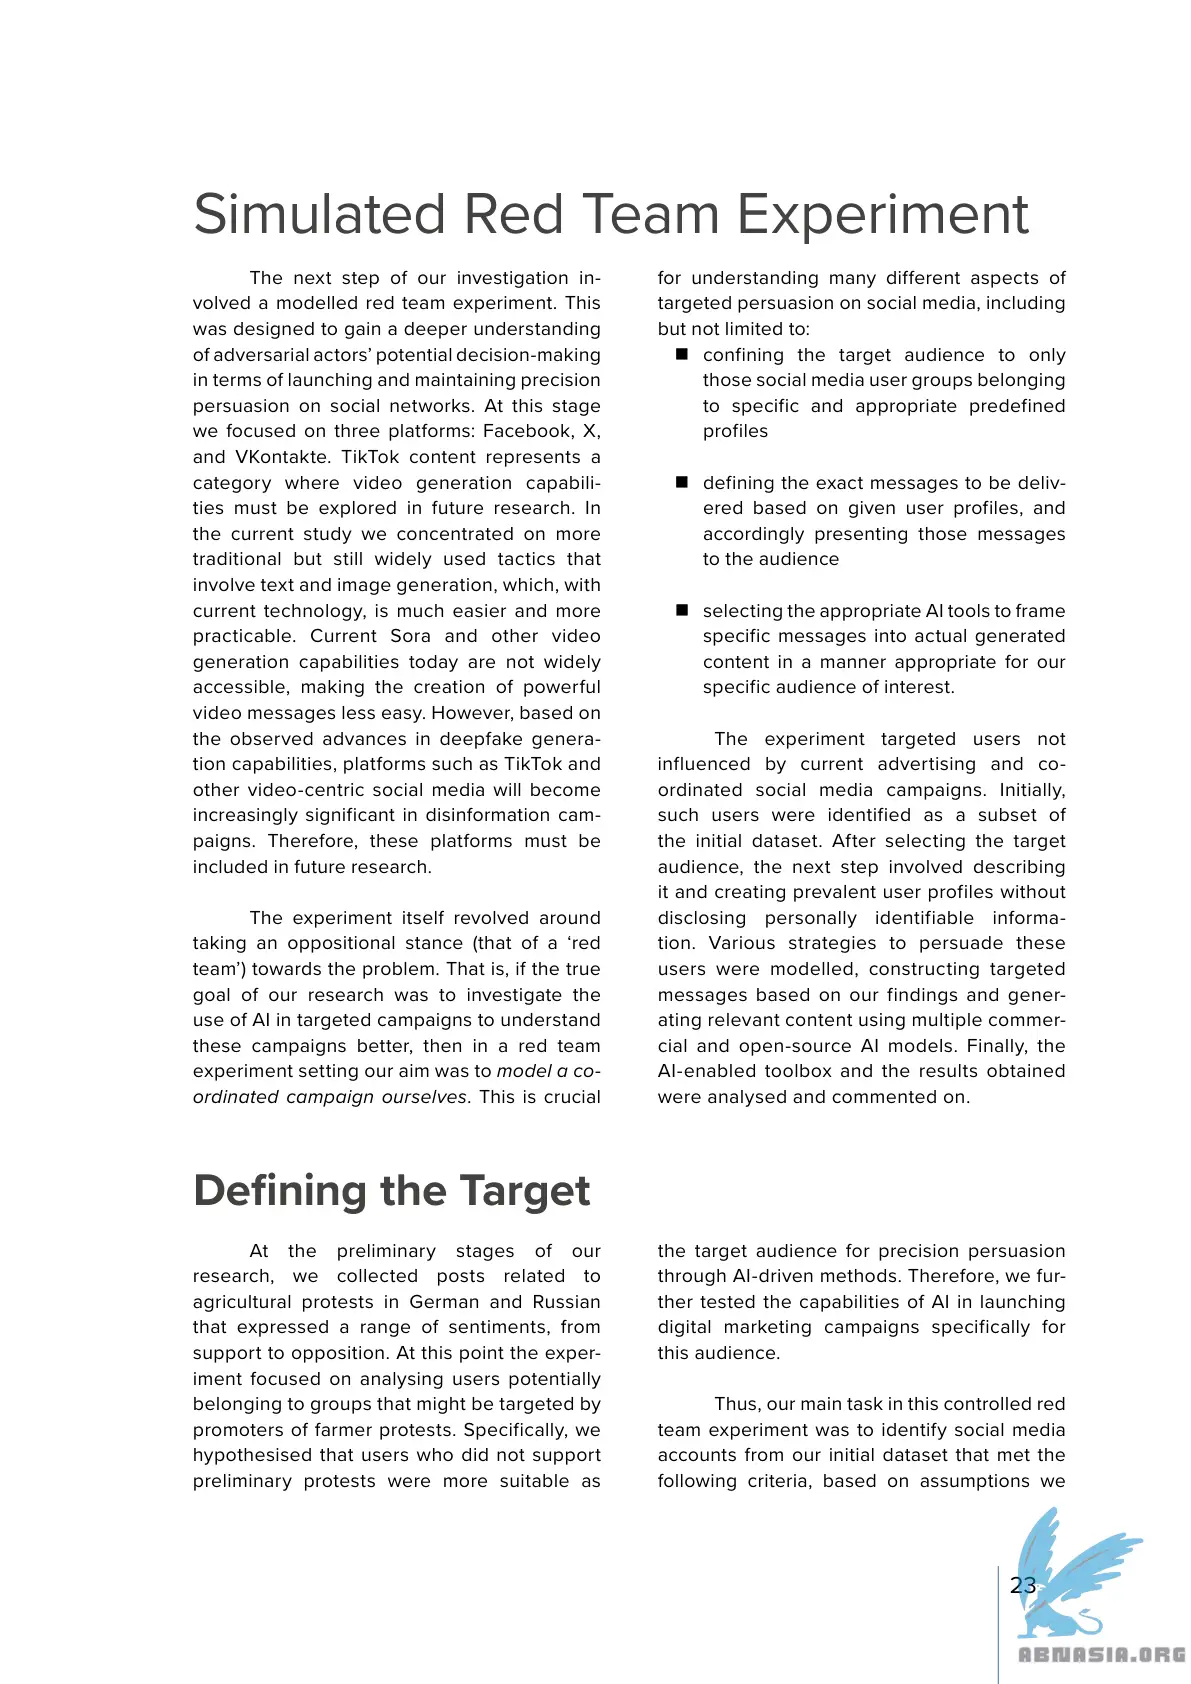 Simulated Red Team Experiment
The next step of our investigation in-
volved a modelled red team experiment. This
was designed to gain a deeper understanding
of adversarial actors’ potential decision-making
in terms of launching and maintaining precision
persuasion on social networks. At this stage
we focused on three platforms: Facebook, X,
and VKontakte. TikTok content represents a
category where video generation capabili-
ties must be explored in future research. In
the current study we concentrated on more
traditional but still widely used tactics that
involve text and image generation, which, with
current technology, is much easier and more
practicable. Current Sora and other video
generation capabilities today are not widely
accessible, making the creation of powerful
video messages less easy. However, based on
the observed advances in deepfake genera-
tion capabilities, platforms such as TikTok and
other video-centric social media will become
increasingly significant in disinformation cam-
paigns. Therefore, these platforms must be
included in future research.
The experiment itself revolved around
taking an oppositional stance (that of a ‘red
team’) towards the problem. That is, if the true
goal of our research was to investigate the
use of AI in targeted campaigns to understand
these campaigns better, then in a red team
experiment setting our aim was to model a co-
ordinated campaign ourselves. This is crucial
for understanding many different aspects of
targeted persuasion on social media, including
but not limited to:
■ confining the target audience to only
those social media user groups belonging
to specific and appropriate predefined
profiles
■ defining the exact messages to be deliv-
ered based on given user profiles, and
accordingly presenting those messages
to the audience
■ selecting the appropriate AI tools to frame
specific messages into actual generated
content in a manner appropriate for our
specific audience of interest.
The experiment targeted users not
influenced by current advertising and co-
ordinated social media campaigns. Initially,
such users were identified as a subset of
the initial dataset. After selecting the target
audience, the next step involved describing
it and creating prevalent user profiles without
disclosing personally identifiable informa-
tion. Various strategies to persuade these
users were modelled, constructing targeted
messages based on our findings and gener-
ating relevant content using multiple commer-
cial and open-source AI models. Finally, the
AI-enabled toolbox and the results obtained
were analysed and commented on.
Defining the Target
At the preliminary stages of our
research, we collected posts related to
agricultural protests in German and Russian
that expressed a range of sentiments, from
support to opposition. At this point the exper-
iment focused on analysing users potentially
belonging to groups that might be targeted by
promoters of farmer protests. Specifically, we
hypothesised that users who did not support
preliminary protests were more suitable as
the target audience for precision persuasion
through AI-driven methods. Therefore, we fur-
ther tested the capabilities of AI in launching
digital marketing campaigns specifically for
this audience.
Thus, our main task in this controlled red
team experiment was to identify social media
accounts from our initial dataset that met the
following criteria, based on assumptions we
23
ABNASIA.ORG